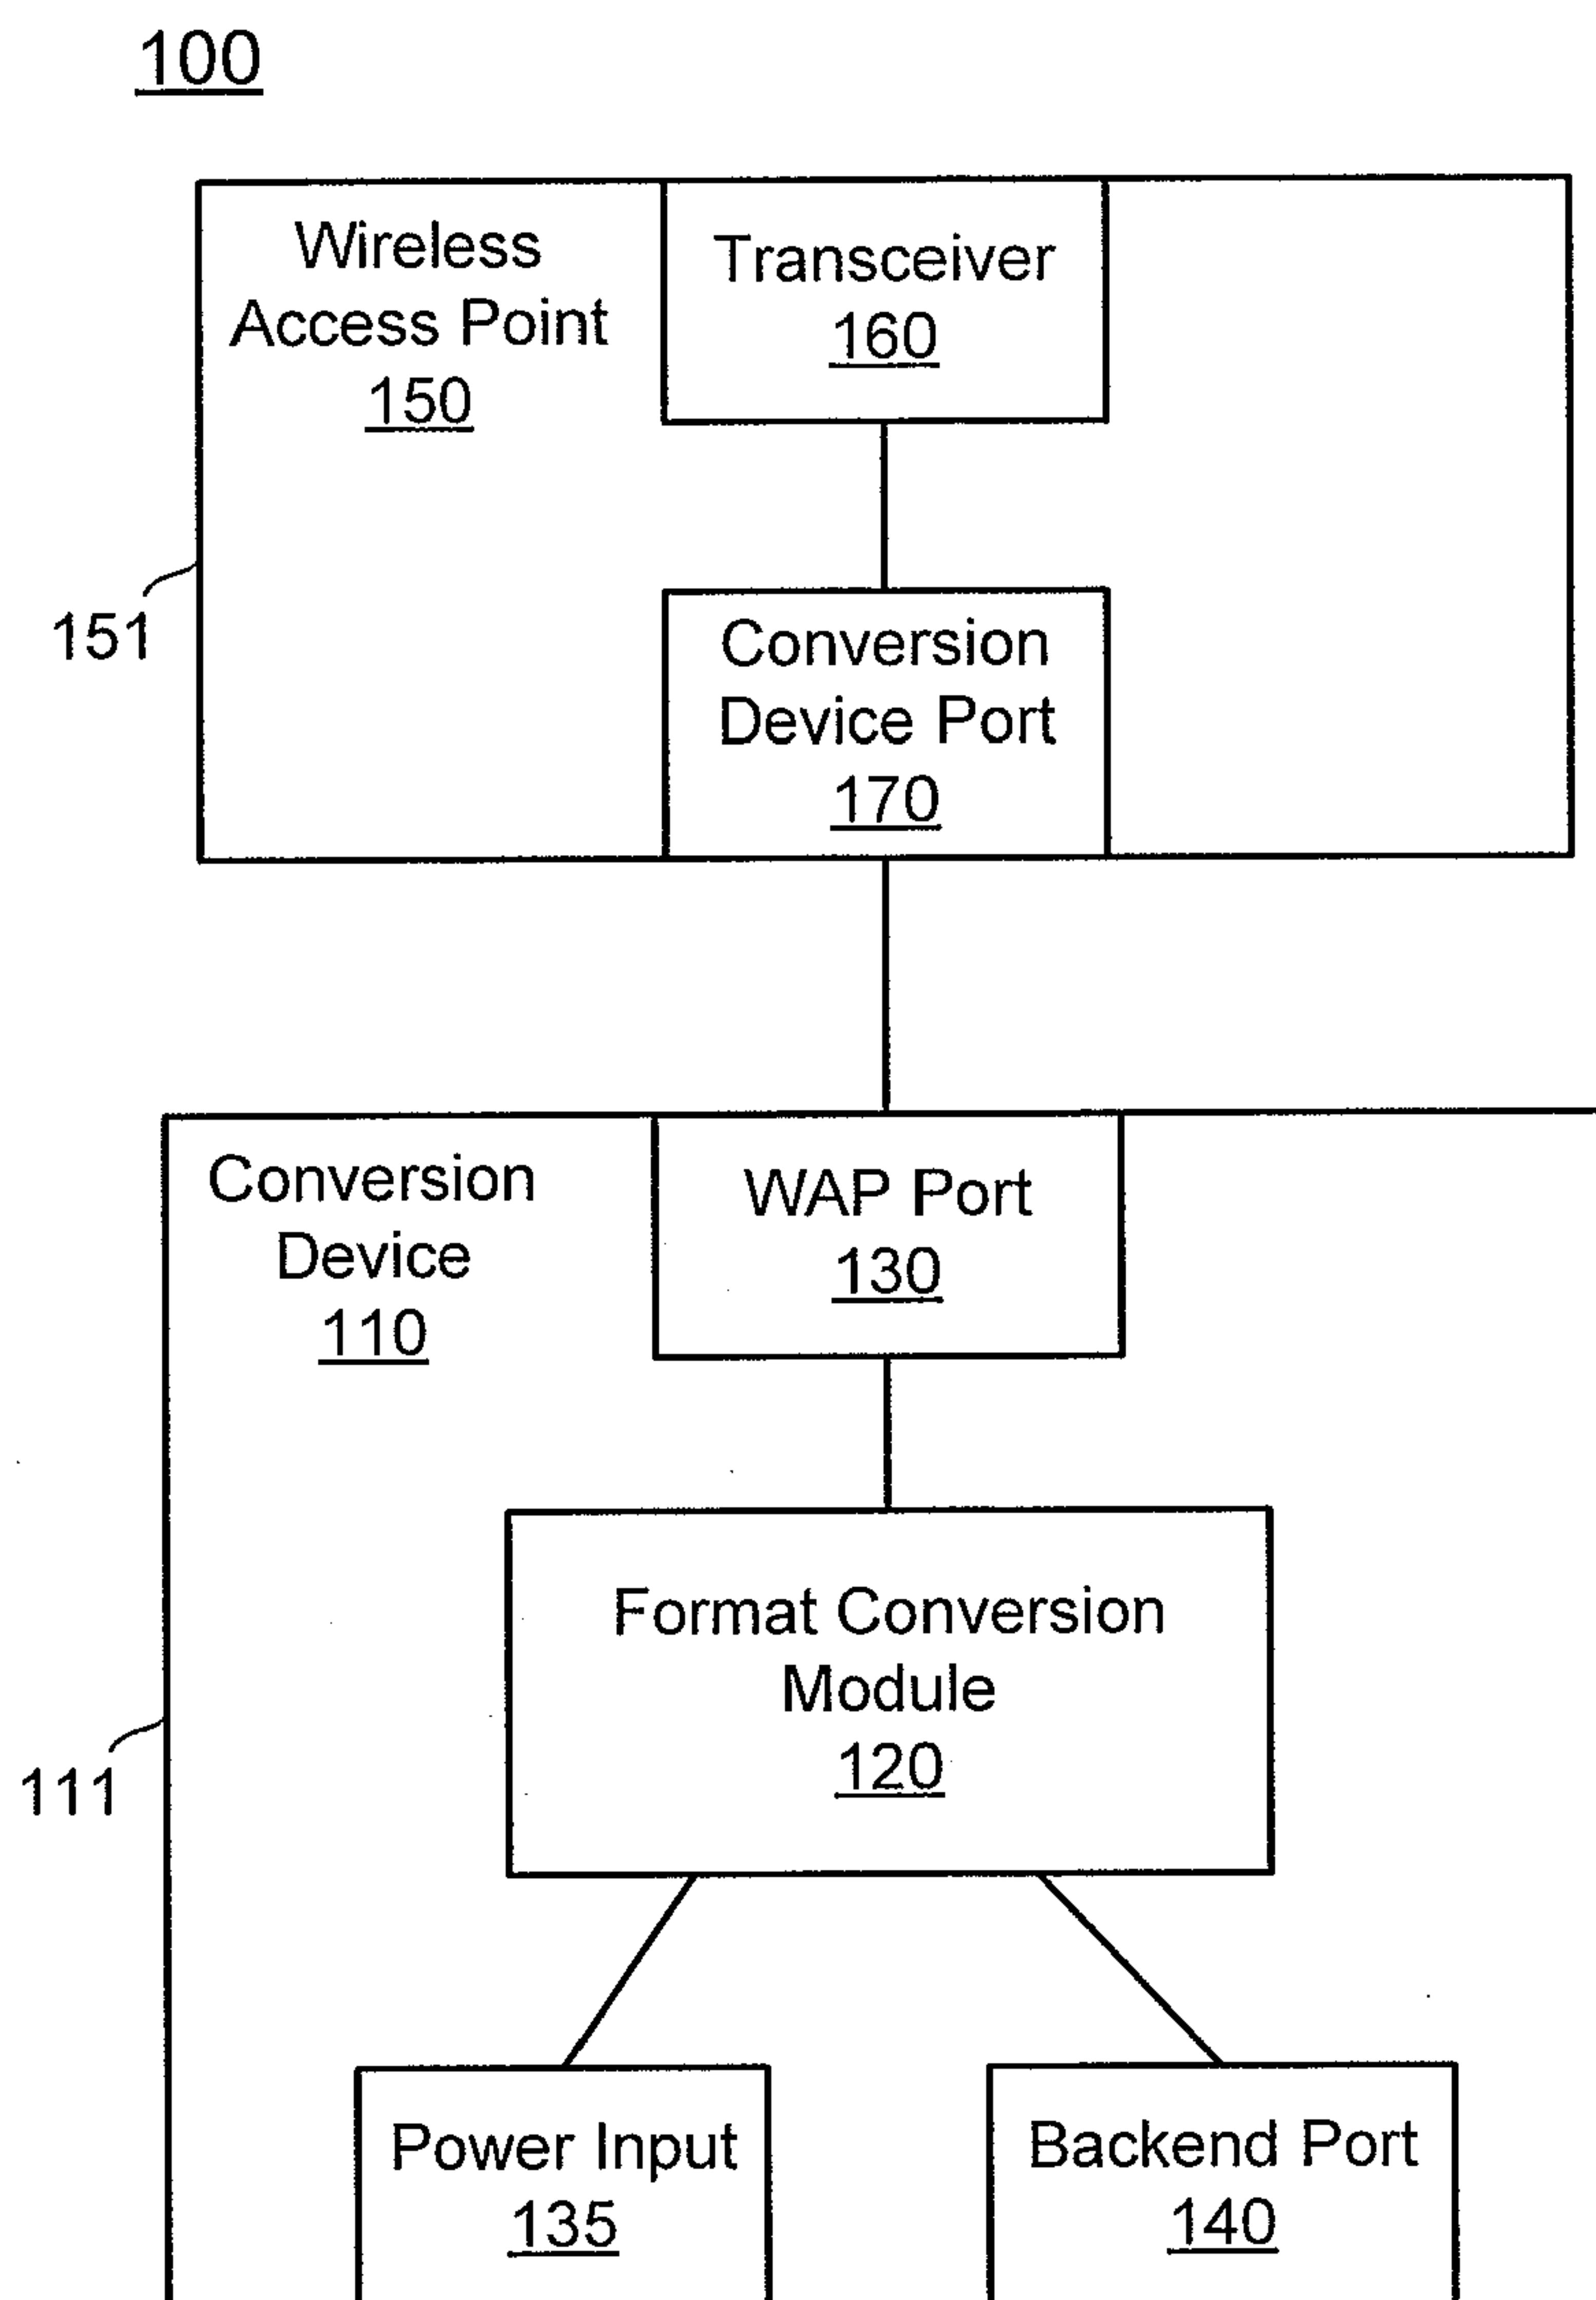 100
Wireless
Access Point
150
Transceiver
160
151
Conversion
Device Port
170
Conversion
Device
110
WAP Port
130
Format Conversion
Module
120
111
Power Input
135
Backend Port
140